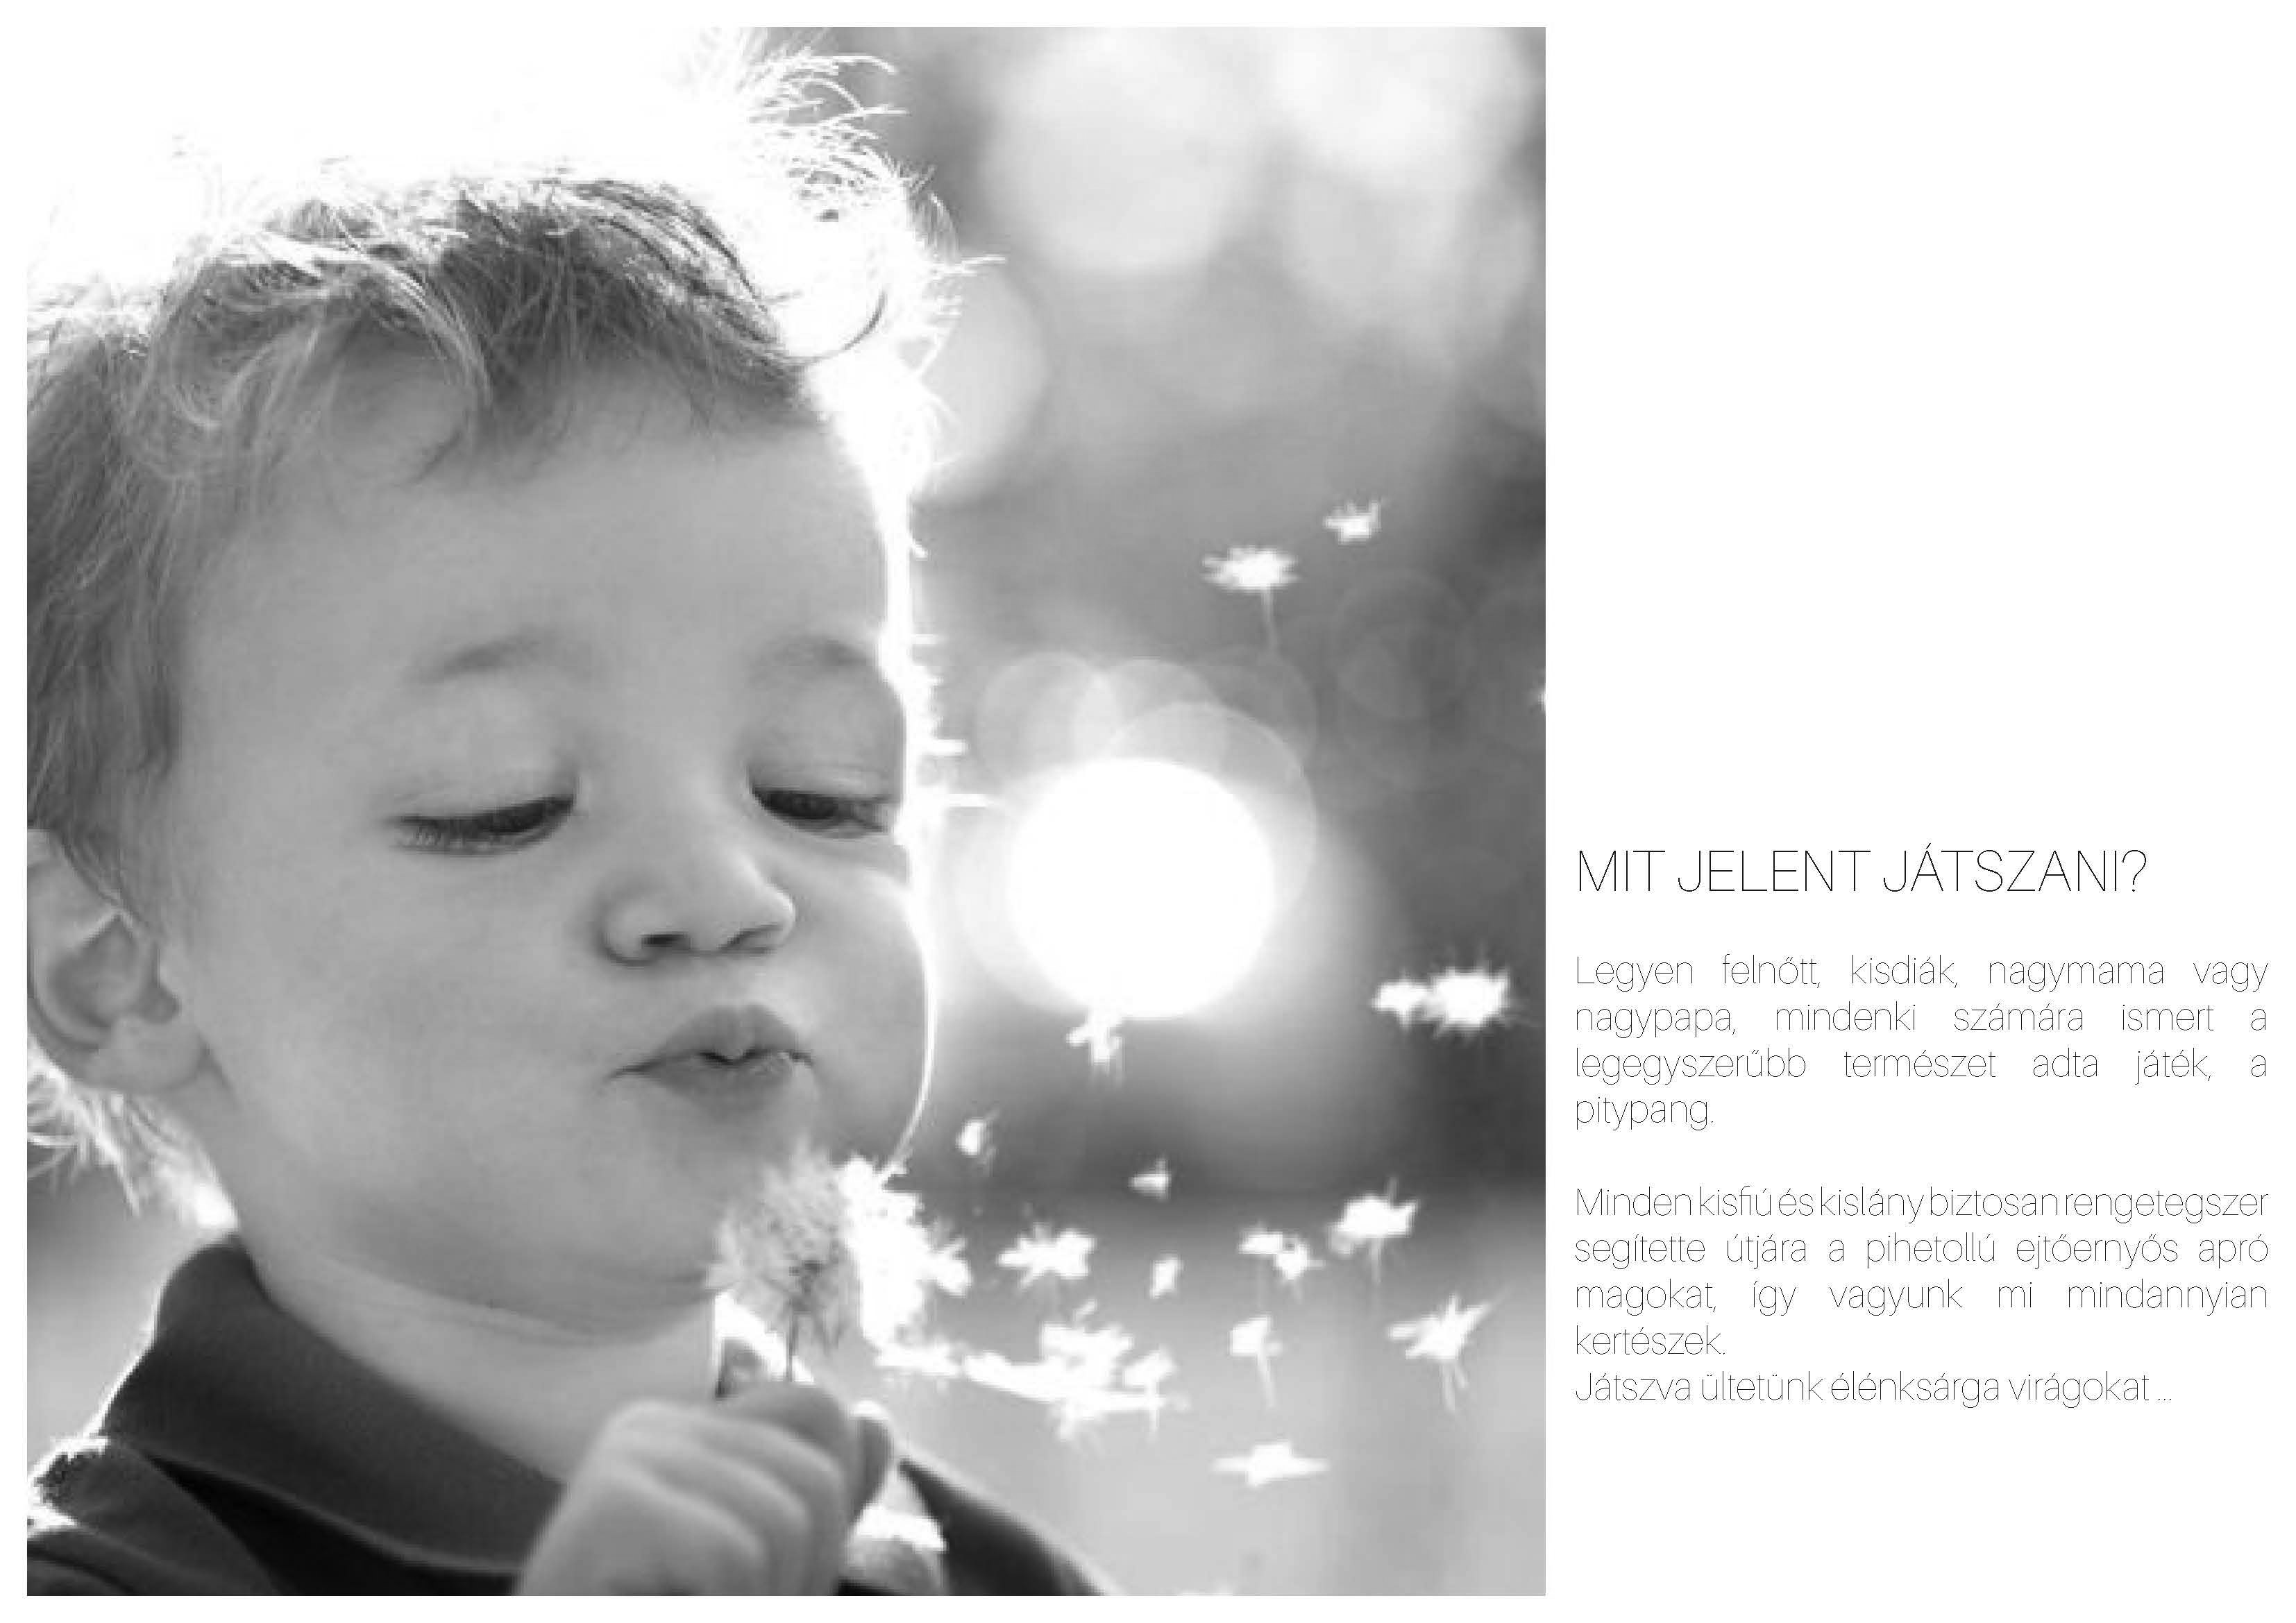 MIT JELENT JÁTSZANI?
Legyen felnőtt, kisdiák, nagymama vagy
nagypapa, mindenki számára ismert a
legegyszerűbb természet adta játék, a
pitypang.
Minden kisfiú és kislány biztosan rengetegszer
segítette útjára a pihetollú ejtőernyős apró
magokat, így vagyunk mi mindannyian
kertészek.
Játszva ültetünk élénksárga virágokat ...